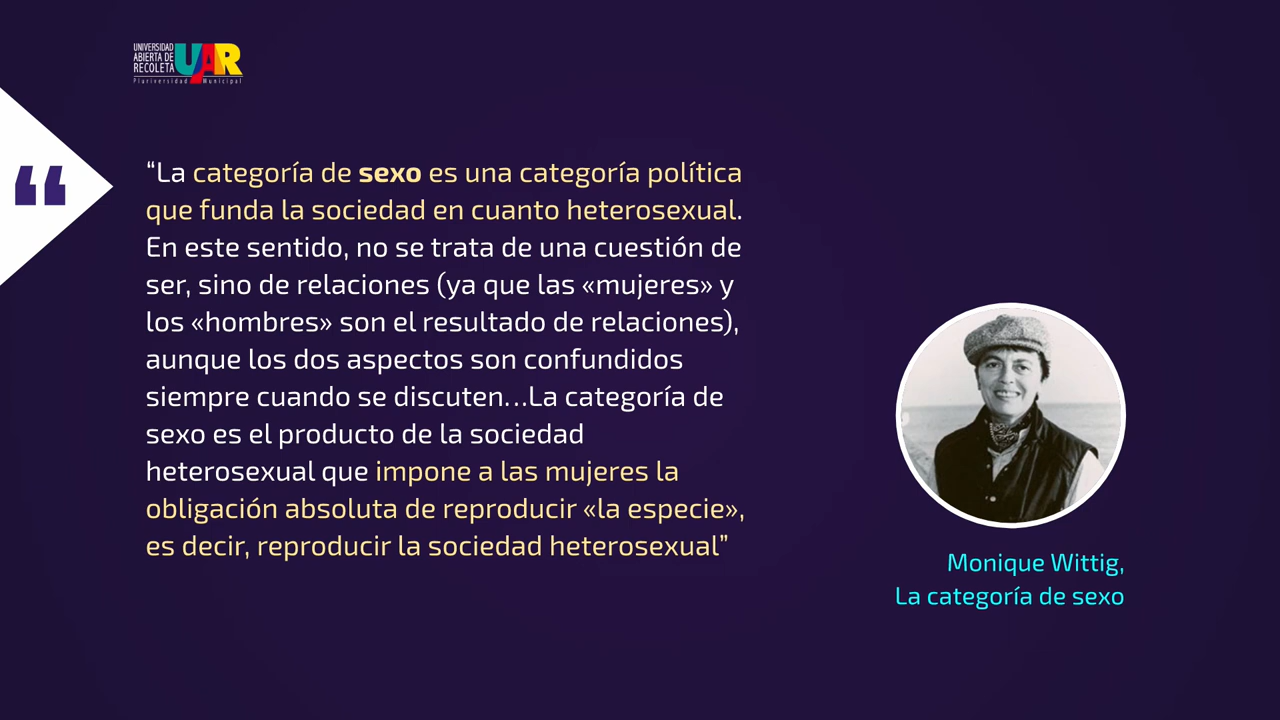 UNIVERSIDAD
ABIERTA DE
RECOLETA
UAR
Pluriversidad Municipal
“
“La categoría de sexo es una categoría política
que funda la sociedad en cuanto heterosexual.
En este sentido, no se trata de una cuestión de
ser, sino de relaciones (ya que las «mujeres» y
los «hombres» son el resultado de relaciones),
aunque los dos aspectos son confundidos
siempre cuando se discuten…La categoría de
sexo es el producto de la sociedad
heterosexual que impone a las mujeres la
obligación absoluta de reproducir «la especie»,
es decir, reproducir la sociedad heterosexual”
Monique Wittig,
La categoría de sexo